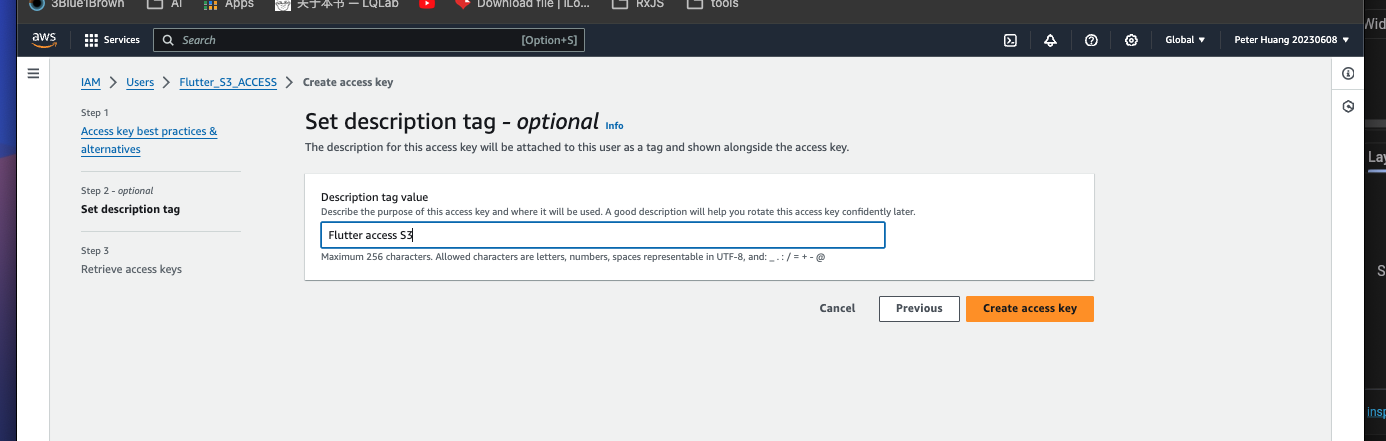 3Blue1Brown AI Apps 关于本书 — LQLab Download file | iLo... RxJS tools
Wid
aws Services Search [Option+S] Global Peter Huang 20230608
IAM > Users > Flutter_S3_ACCESS > Create access key
Step 1
Access key best practices &
alternatives
Step 2 - optional
Set description tag
Step 3
Retrieve access keys
Set description tag - optional Info
The description for this access key will be attached to this user as a tag and shown alongside the access key.
Description tag value
Describe the purpose of this access key and where it will be used. A good description will help you rotate this access key confidently later.
Flutter access S3
Maximum 256 characters. Allowed characters are letters, numbers, spaces representable in UTF-8, and: _ . : / = + - @
Cancel Previous Create access key
Lay
S
insp